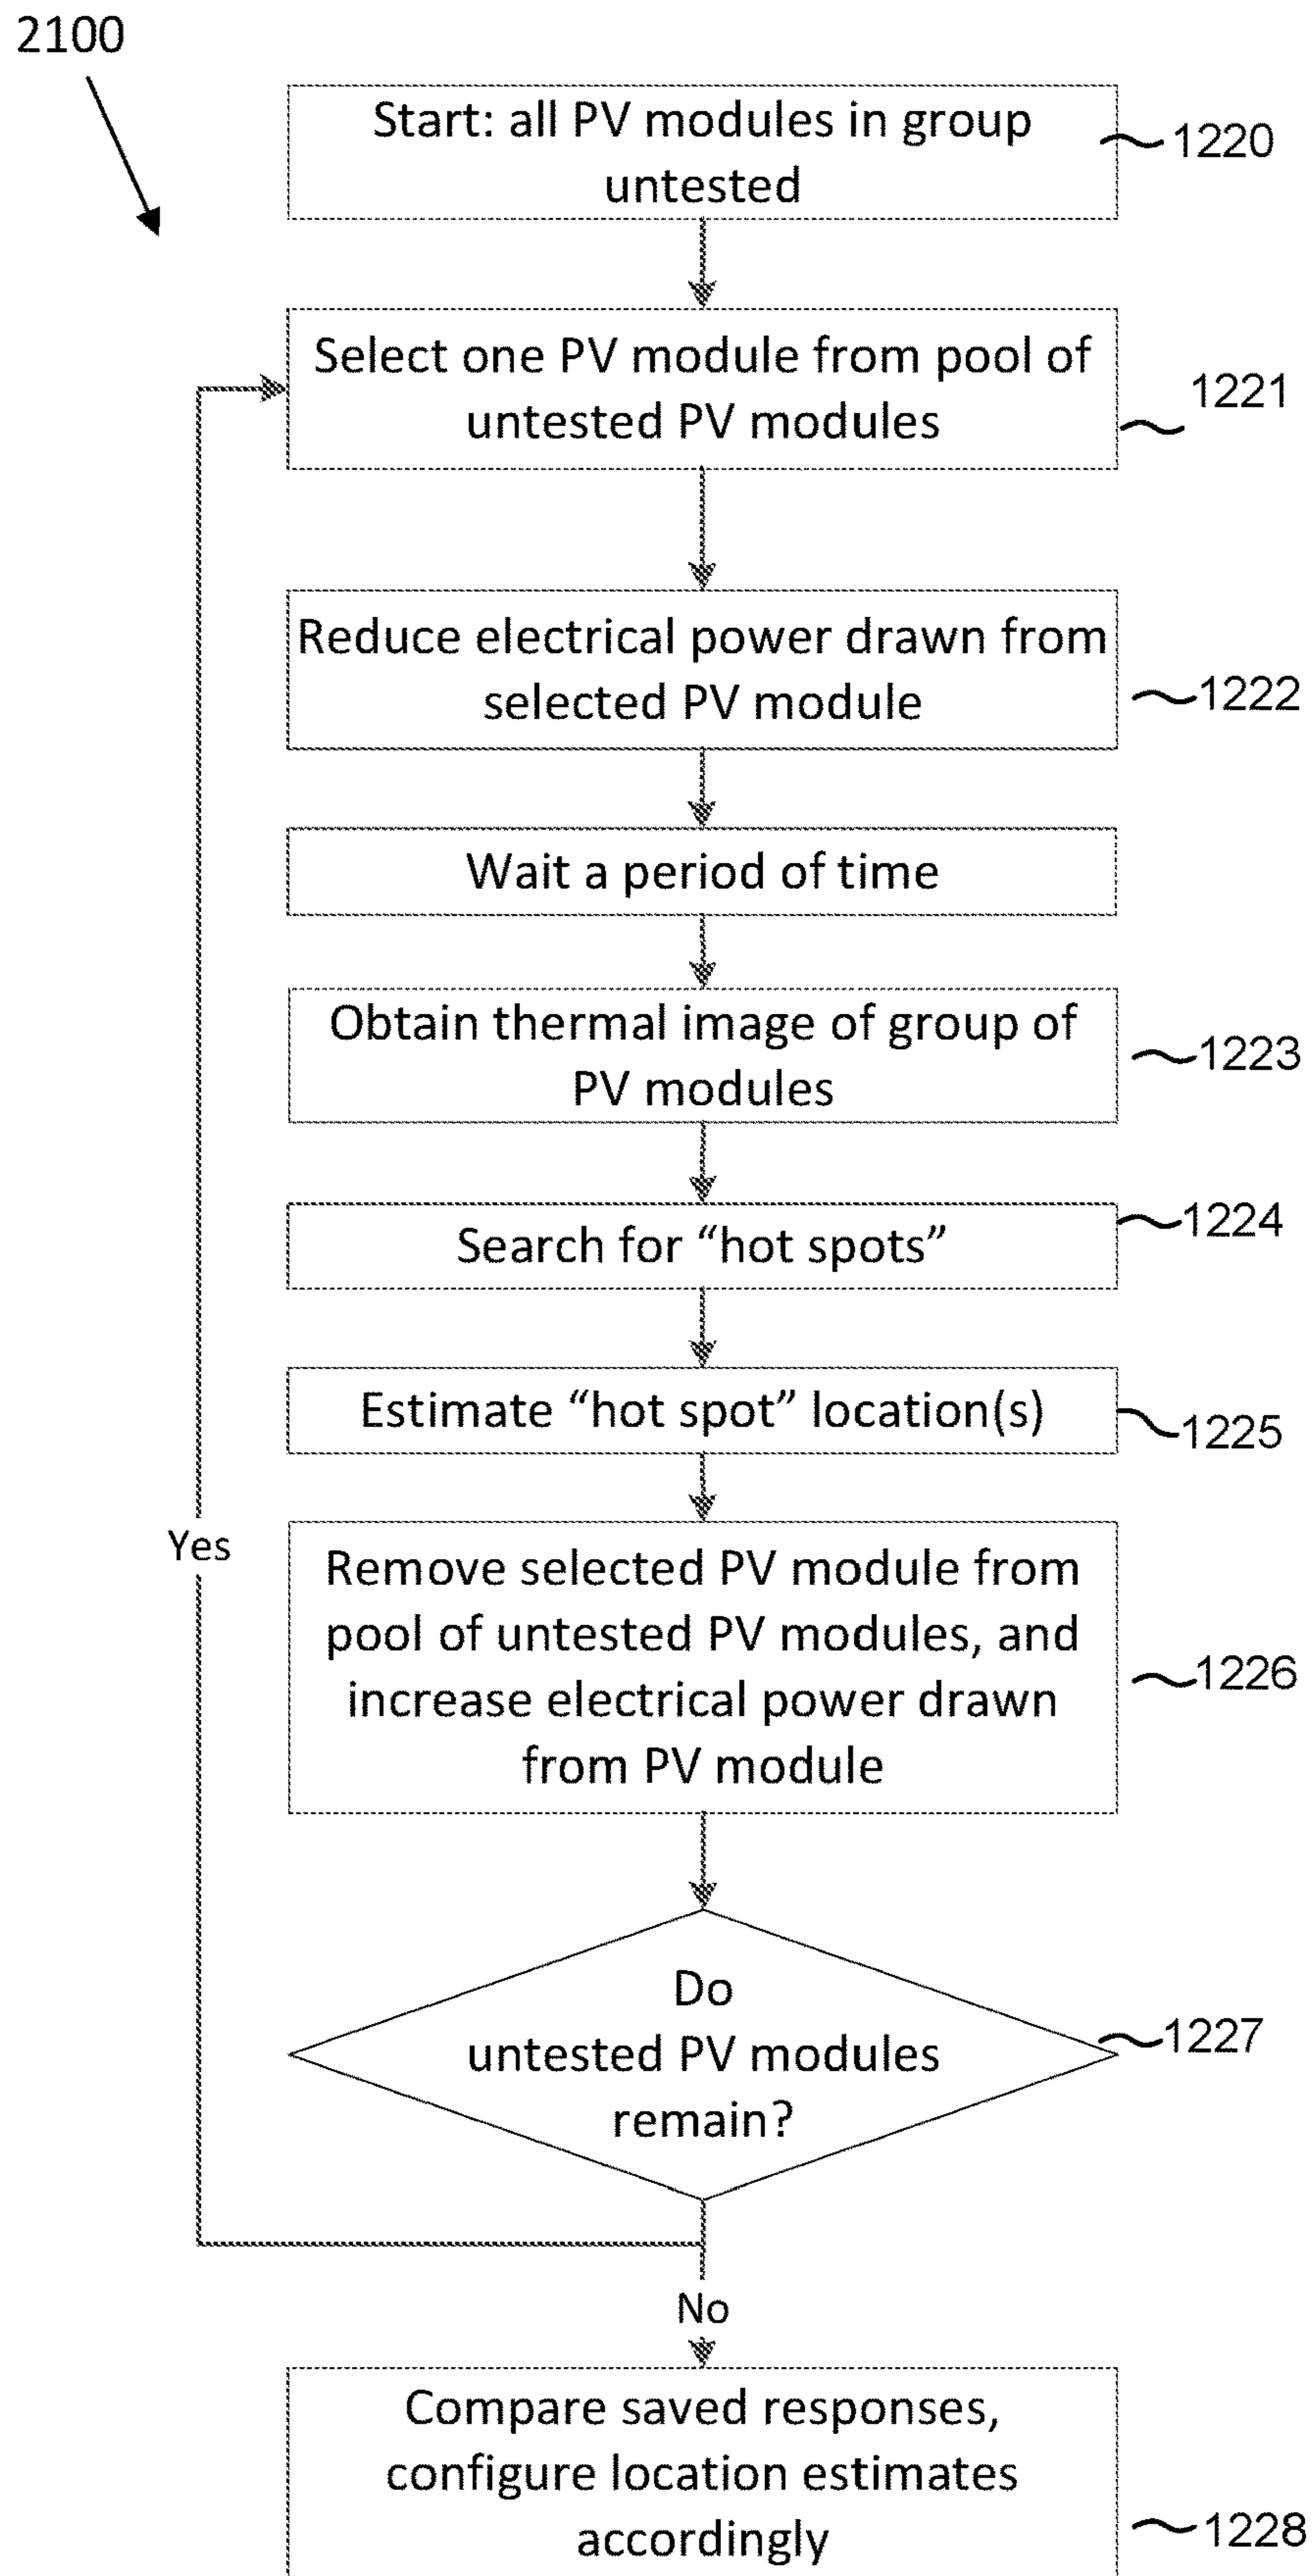 2100
Start: all PV modules in group
untested
1220
Select one PV module from pool of
untested PV modules
1221
Reduce electrical power drawn from
selected PV module
1222
Wait a period of time
Obtain thermal image of group of
PV modules
1223
Search for “hot spots”
1224
Estimate “hot spot” location(s)
1225
Remove selected PV module from
pool of untested PV modules, and
increase electrical power drawn
from PV module
1226
Yes
Do
untested PV modules
remain?
1227
No
Compare saved responses,
configure location estimates
accordingly
1228